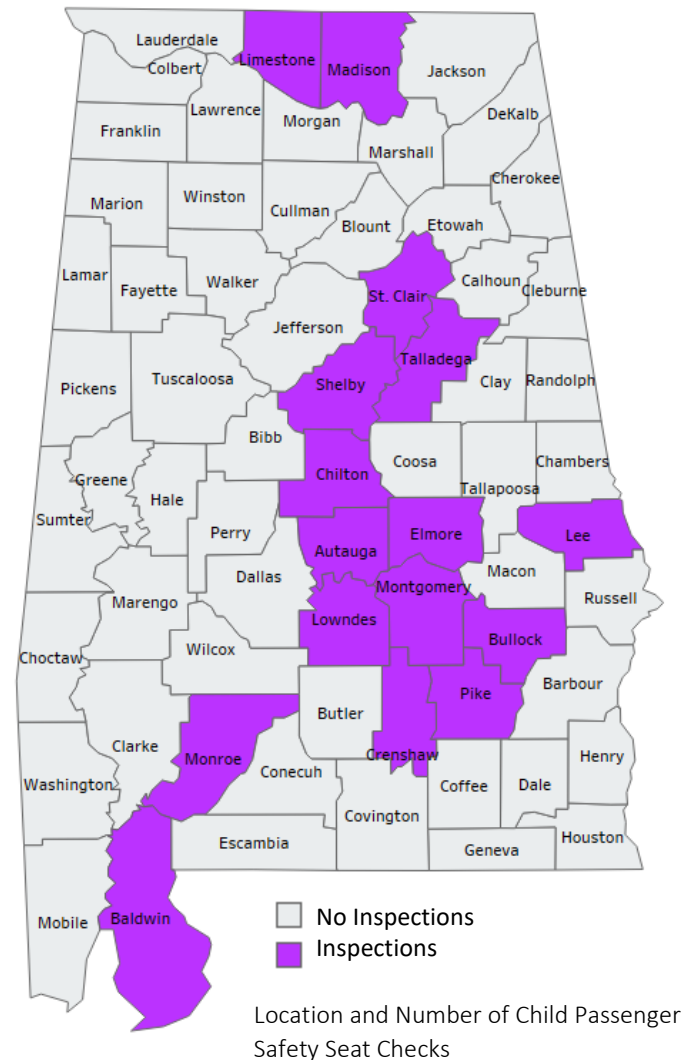 Lauderdale
Limestone
Madison
Colbert
Jackson
Lawrence
Morgan
DeKalb
Franklin
Marshall
Cherokee
Marion
Winston
Cullman
Blount
Etowah
Lamar
Fayette
Walker
St. Clair
Calhoun
Cleburne
Jefferson
Talladega
Pickens
Tuscaloosa
Shelby
Clay
Randolph
Bibb
Greene
Hale
Chilton
Coosa
Chambers
Tallapoosa
Sumter
Perry
Autauga
Elmore
Lee
Dallas
Macon
Marengo
Montgomery
Russell
Lowndes
Choctaw
Wilcox
Bullock
Barbour
Pike
Clarke
Butler
Monroe
Crenshaw
Henry
Washington
Conecuh
Coffee
Dale
Covington
Escambia
Geneva
Houston
Mobile
Baldwin
No Inspections
Inspections
Location and Number of Child Passenger
Safety Seat Checks